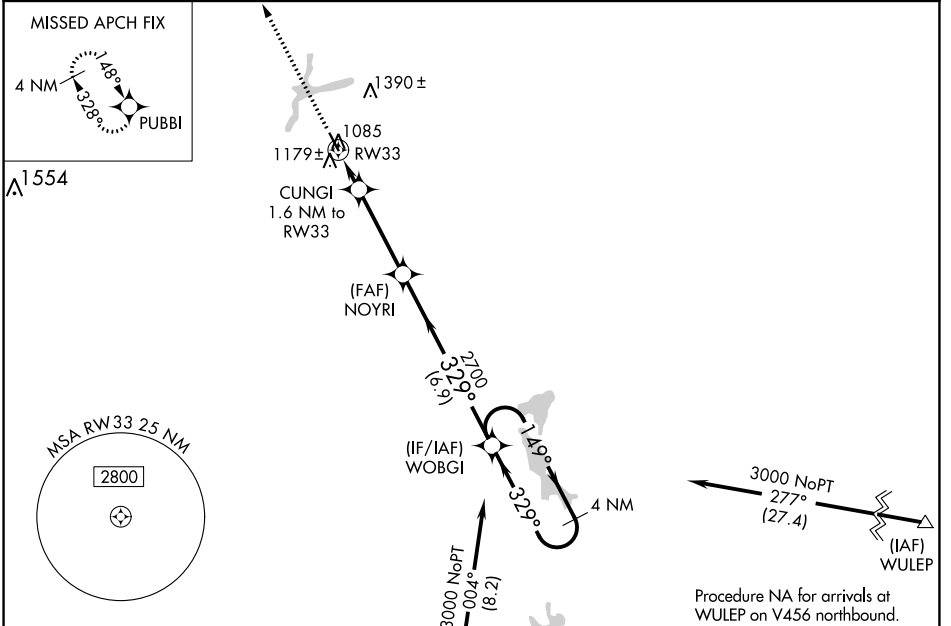 MISSED APCH FIX
4 NM
148°
328°
PUBBI
1554
1390 ±
1085
1179 ±
RW33
CUNGI
1.6 NM to
RW33
(FAF)
NOYRI
2700
329°
(6.9)
(IF/IAF)
WOBGI
149°
329°
4 NM
MSA RW33 25 NM
2800
3000 NoPT
004°
(8.2)
3000 NoPT
277°
(27.4)
(IAF)
WULEP
Procedure NA for arrivals at
WULEP on V456 northbound.